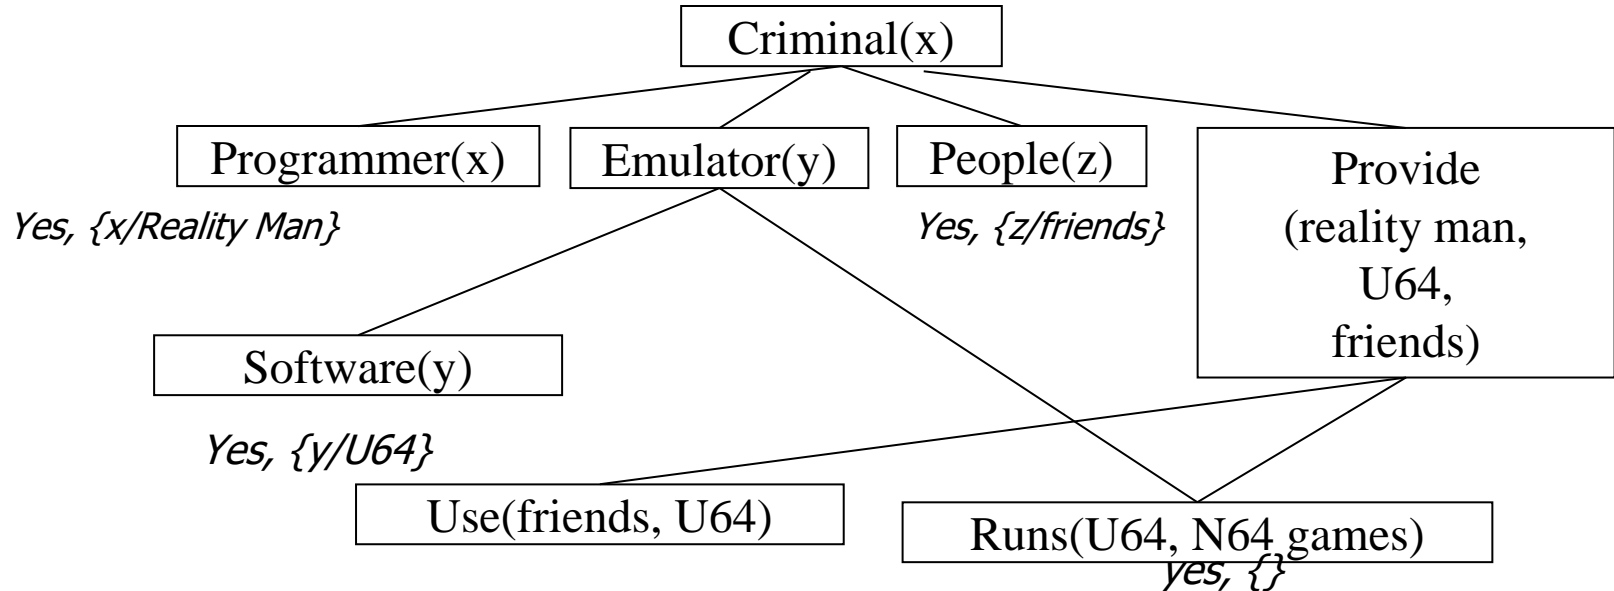 Criminal(x)
Programmer(x)
Emulator(y)
People(z)
Provide
(reality man,
U64,
friends)
Yes, {x/Reality Man}
Yes, {z/friends}
Software(y)
Yes, {y/U64}
Use(friends, U64)
Runs(U64, N64 games)
yes, {}